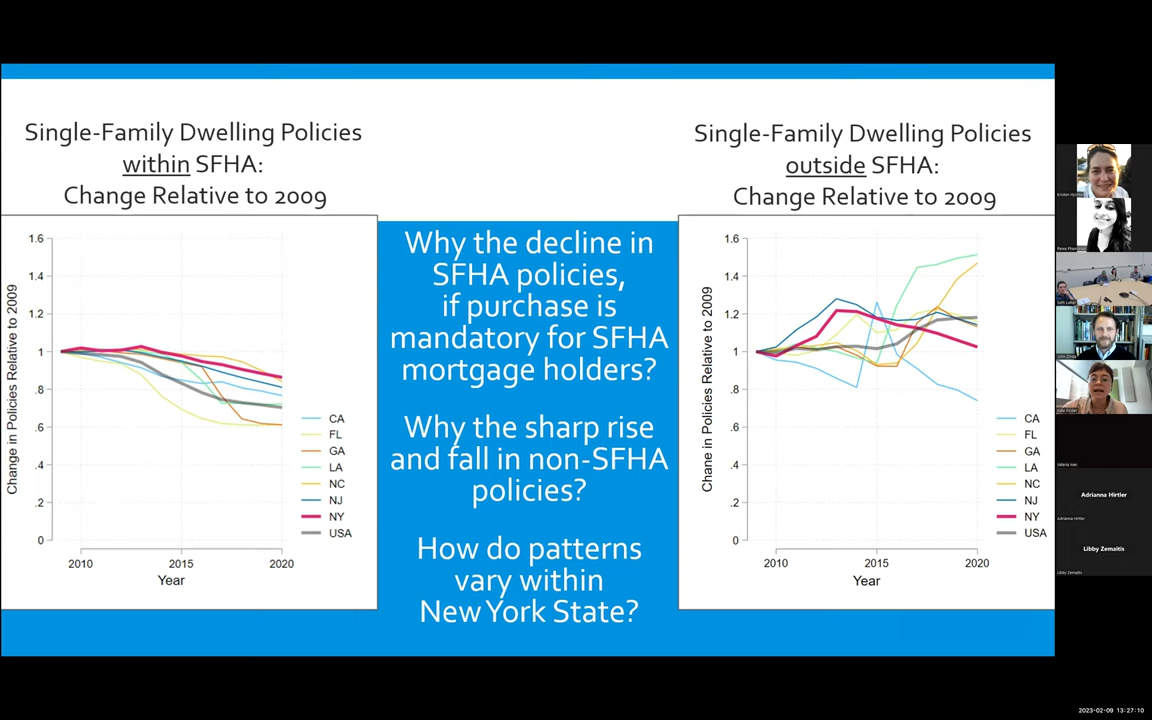 Single-Family Dwelling Policies
within SFHA:
Change Relative to 2009
Change in Policies Relative to 2009
1.6
1.4
1.2
1
.8
.6
.4
.2
0
2010
2015
2020
Year
CA
FL
GA
LA
NC
NJ
NY
USA
Why the decline in
SFHA policies,
if purchase is
mandatory for SFHA
mortgage holders?
Why the sharp rise
and fall in non-SFHA
policies?
How do patterns
vary within
New York State?
Single-Family Dwelling Policies
outside SFHA:
Change Relative to 2009
Chane in Policies Relative to 2009
1.6
1.4
1.2
1
.8
.6
.4
.2
0
2010
2015
2020
Year
CA
FL
GA
LA
NC
NJ
NY
USA
Adrianna Hirtler
Adrianna Hirtler
Libby Zemaitis
Libby Zemaitis
2023-02-09 13:27:10